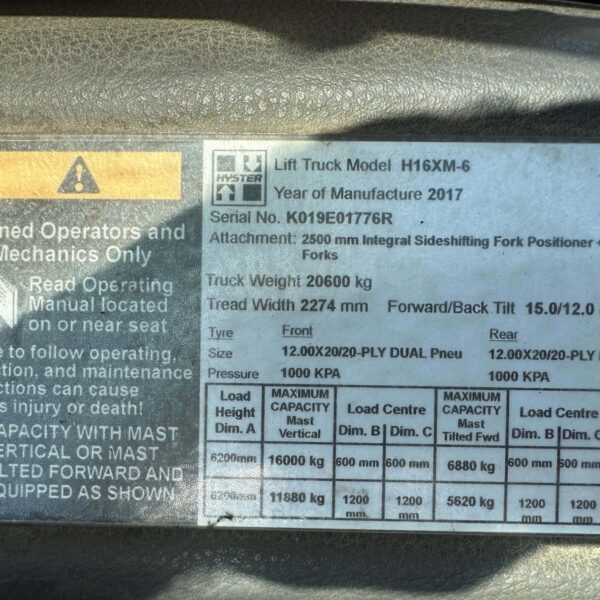 ned Operators and
Mechanics Only
Read Operating
Manual located
on or near seat
e to follow operating,
tion, and maintenance
ctions can cause
s injury or death!
CAPACITY WITH MAST
ERTICAL OR MAST
LTED FORWARD AND
QUIPPED AS SHOWN
HYSTER
Lift Truck Model H16XM-6
Year of Manufacture 2017
Serial No. K019E01776R
Attachment: 2500 mm Integral Sideshifting Fork Positioner +
Forks
Truck Weight 20600 kg
Tread Width 2274 mm Forward/Back Tilt 15.0/12.0
Tyre Front Rear
Size 12.00X20/20-PLY DUAL Pneu 12.00X20/20-PLY
Pressure 1000 KPA 1000 KPA
Load Height Dim. A MAXIMUM CAPACITY Mast Vertical Load Centre Dim. B Dim. C MAXIMUM CAPACITY Mast Tilted Fwd Load Centre Dim. B Dim. C
6200mm 16000 kg 600 mm 600 mm 6880 kg 600 mm 600 mm
6200mm 11880 kg 1200 mm 1200 mm 5620 kg 1200 mm 1200 mm